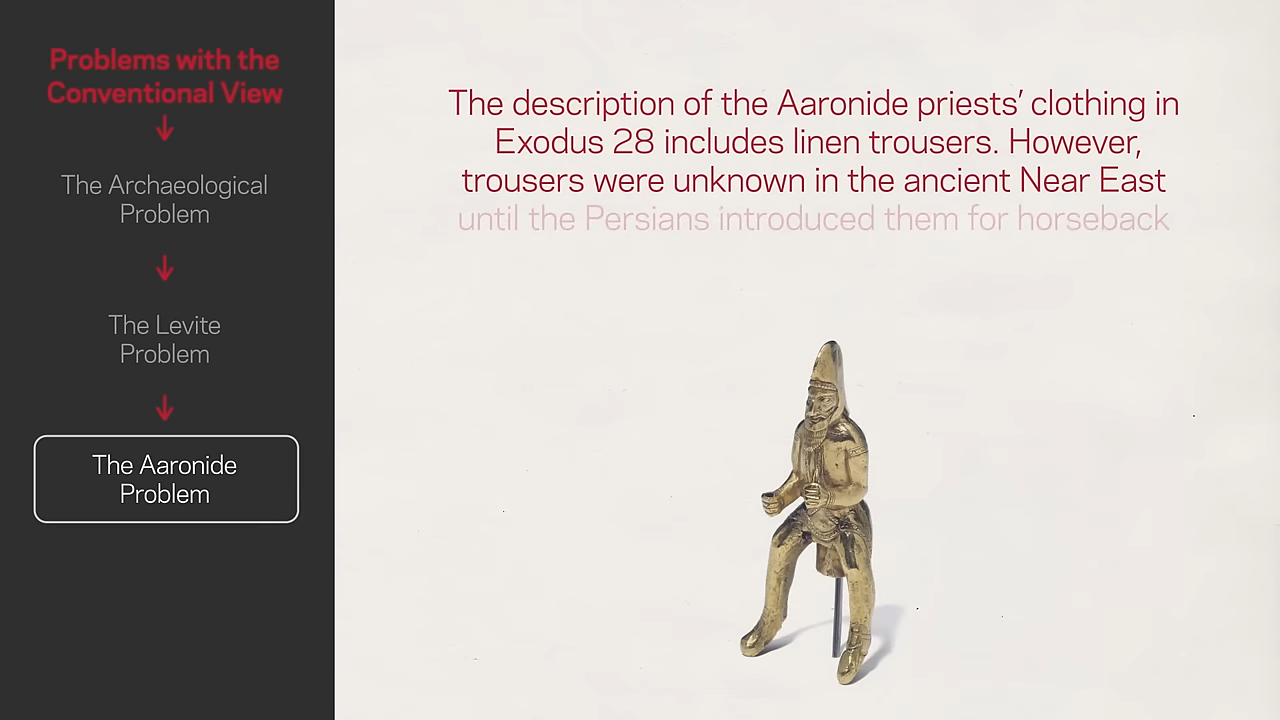 Problems with the
Conventional View
The Archaeological
Problem
The Levite
Problem
The Aaronide
Problem
The description of the Aaronide priests’ clothing in
Exodus 28 includes linen trousers. However,
trousers were unknown in the ancient Near East
until the Persians introduced them for horseback